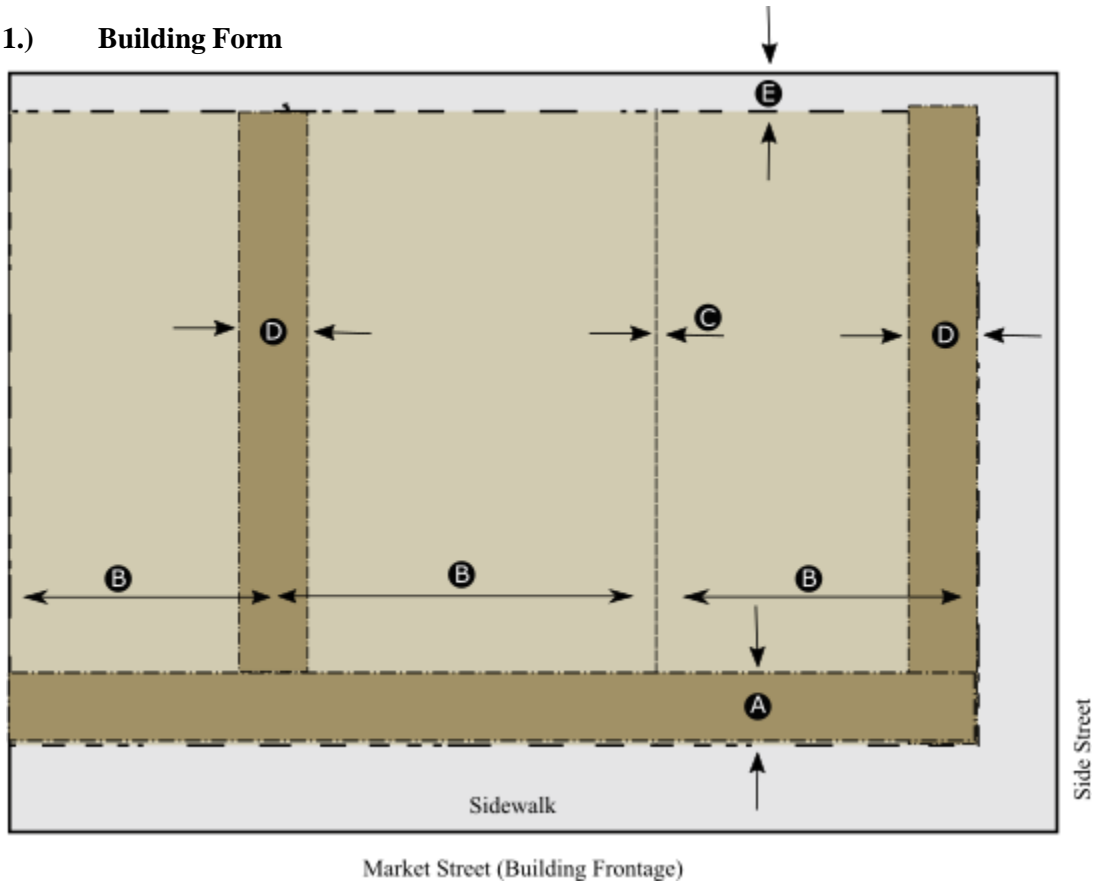 1.) Building Form
E
D
C
D
B
B
B
A
Side Street
Sidewalk
Market Street (Building Frontage)